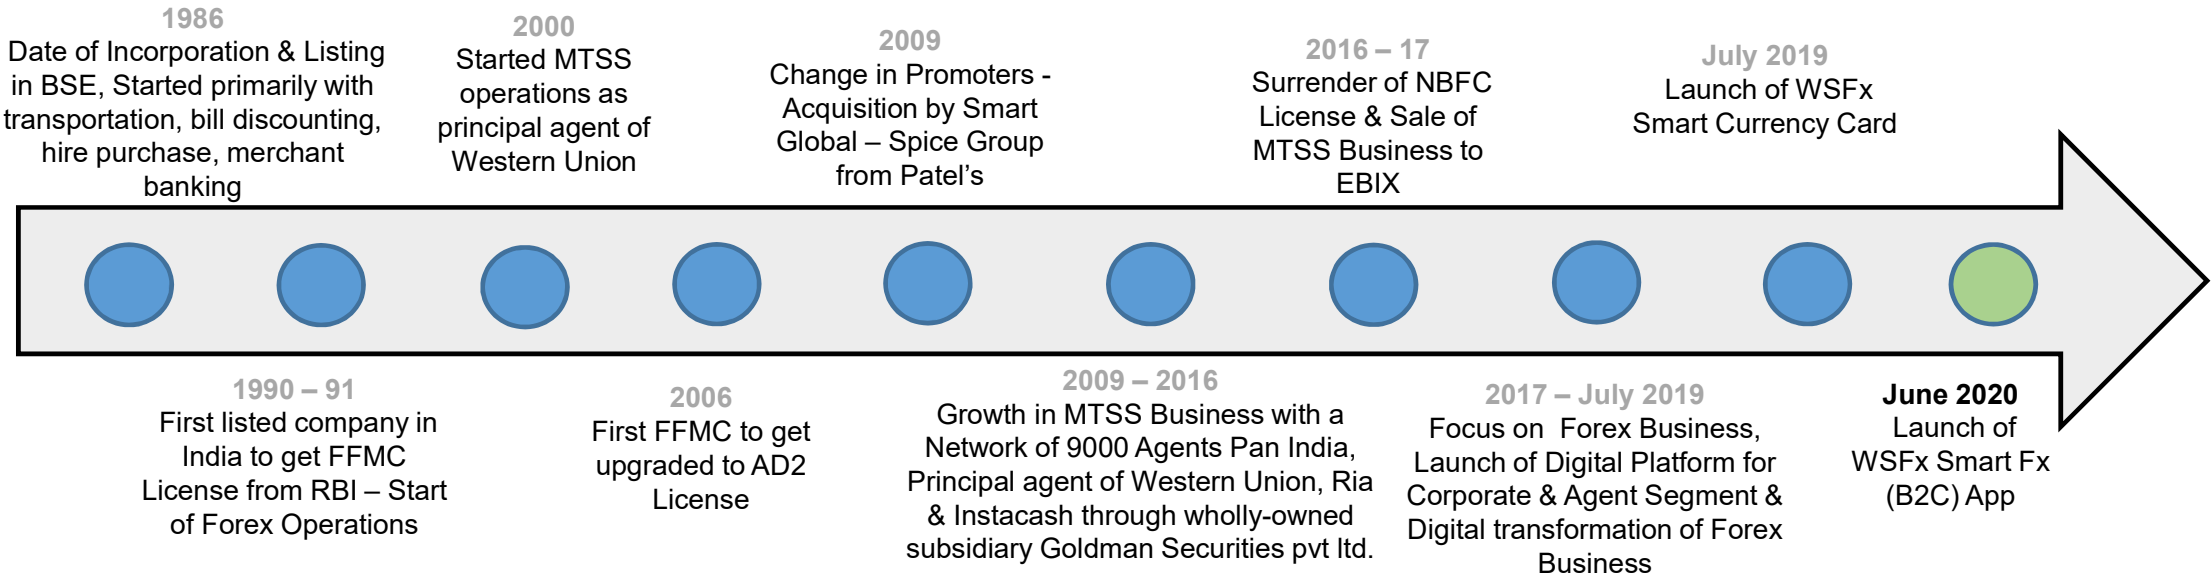 1986
Date of Incorporation & Listing
in BSE, Started primarily with
transportation, bill discounting,
hire purchase, merchant
banking
2000
Started MTSS
operations as
principal agent of
Western Union
2009
Change in Promoters -
Acquisition by Smart
Global – Spice Group
from Patel’s
2016 – 17
Surrender of NBFC
License & Sale of
MTSS Business to
EBIX
July 2019
Launch of WSFx
Smart Currency Card
1990 – 91
First listed company in
India to get FFMC
License from RBI – Start
of Forex Operations
2006
First FFMC to get
upgraded to AD2
License
2009 – 2016
Growth in MTSS Business with a
Network of 9000 Agents Pan India,
Principal agent of Western Union, Ria
& Instacash through wholly-owned
subsidiary Goldman Securities pvt ltd.
2017 – July 2019
Focus on  Forex Business,
Launch of Digital Platform for
Corporate & Agent Segment &
Digital transformation of Forex
Business
June 2020
Launch of
WSFx Smart Fx
(B2C) App